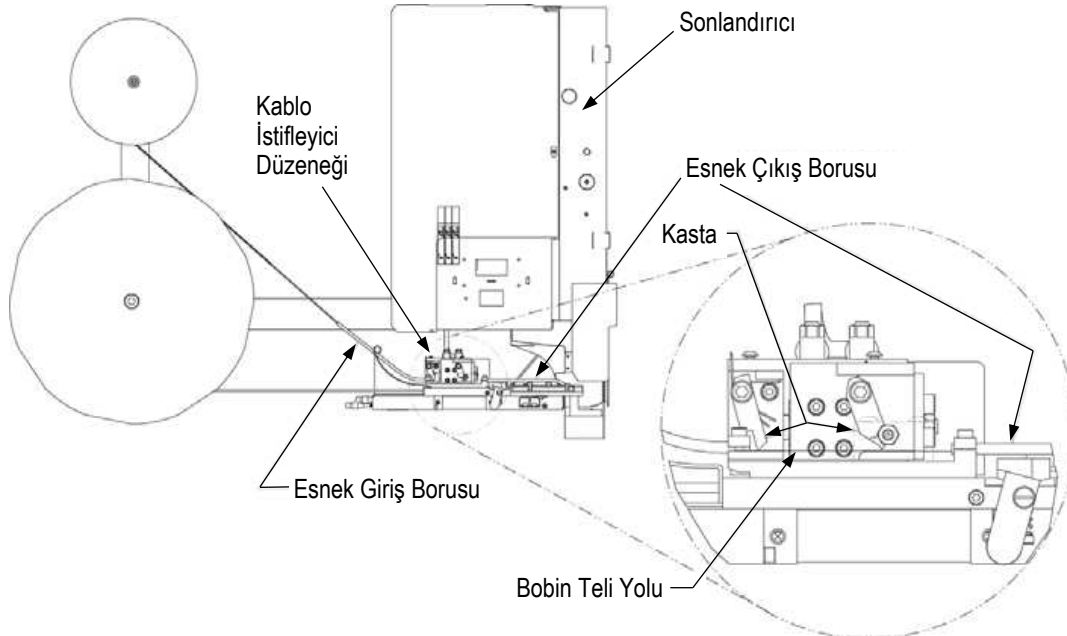 Sonlandırıcı
Kablo
İstifleyici
Düzeneği
Esnek Çıkış Borusu
Kasta
Esnek Giriş Borusu
Bobin Teli Yolu